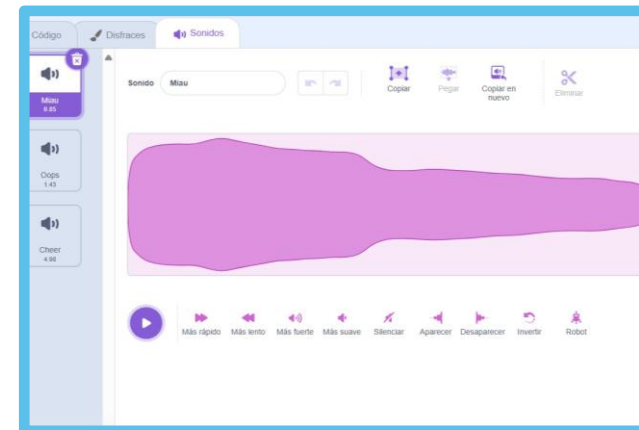 Código Disfraces Sonidos
Miau
0.85
Oops
1.43
Cheer
4.98
Sonido Miau
Copiar Pegar Copiar en nuevo Eliminar
Más rápido Más lento Más fuerte Más suave Silenciar Aparecer Desaparecer Invertir Robot